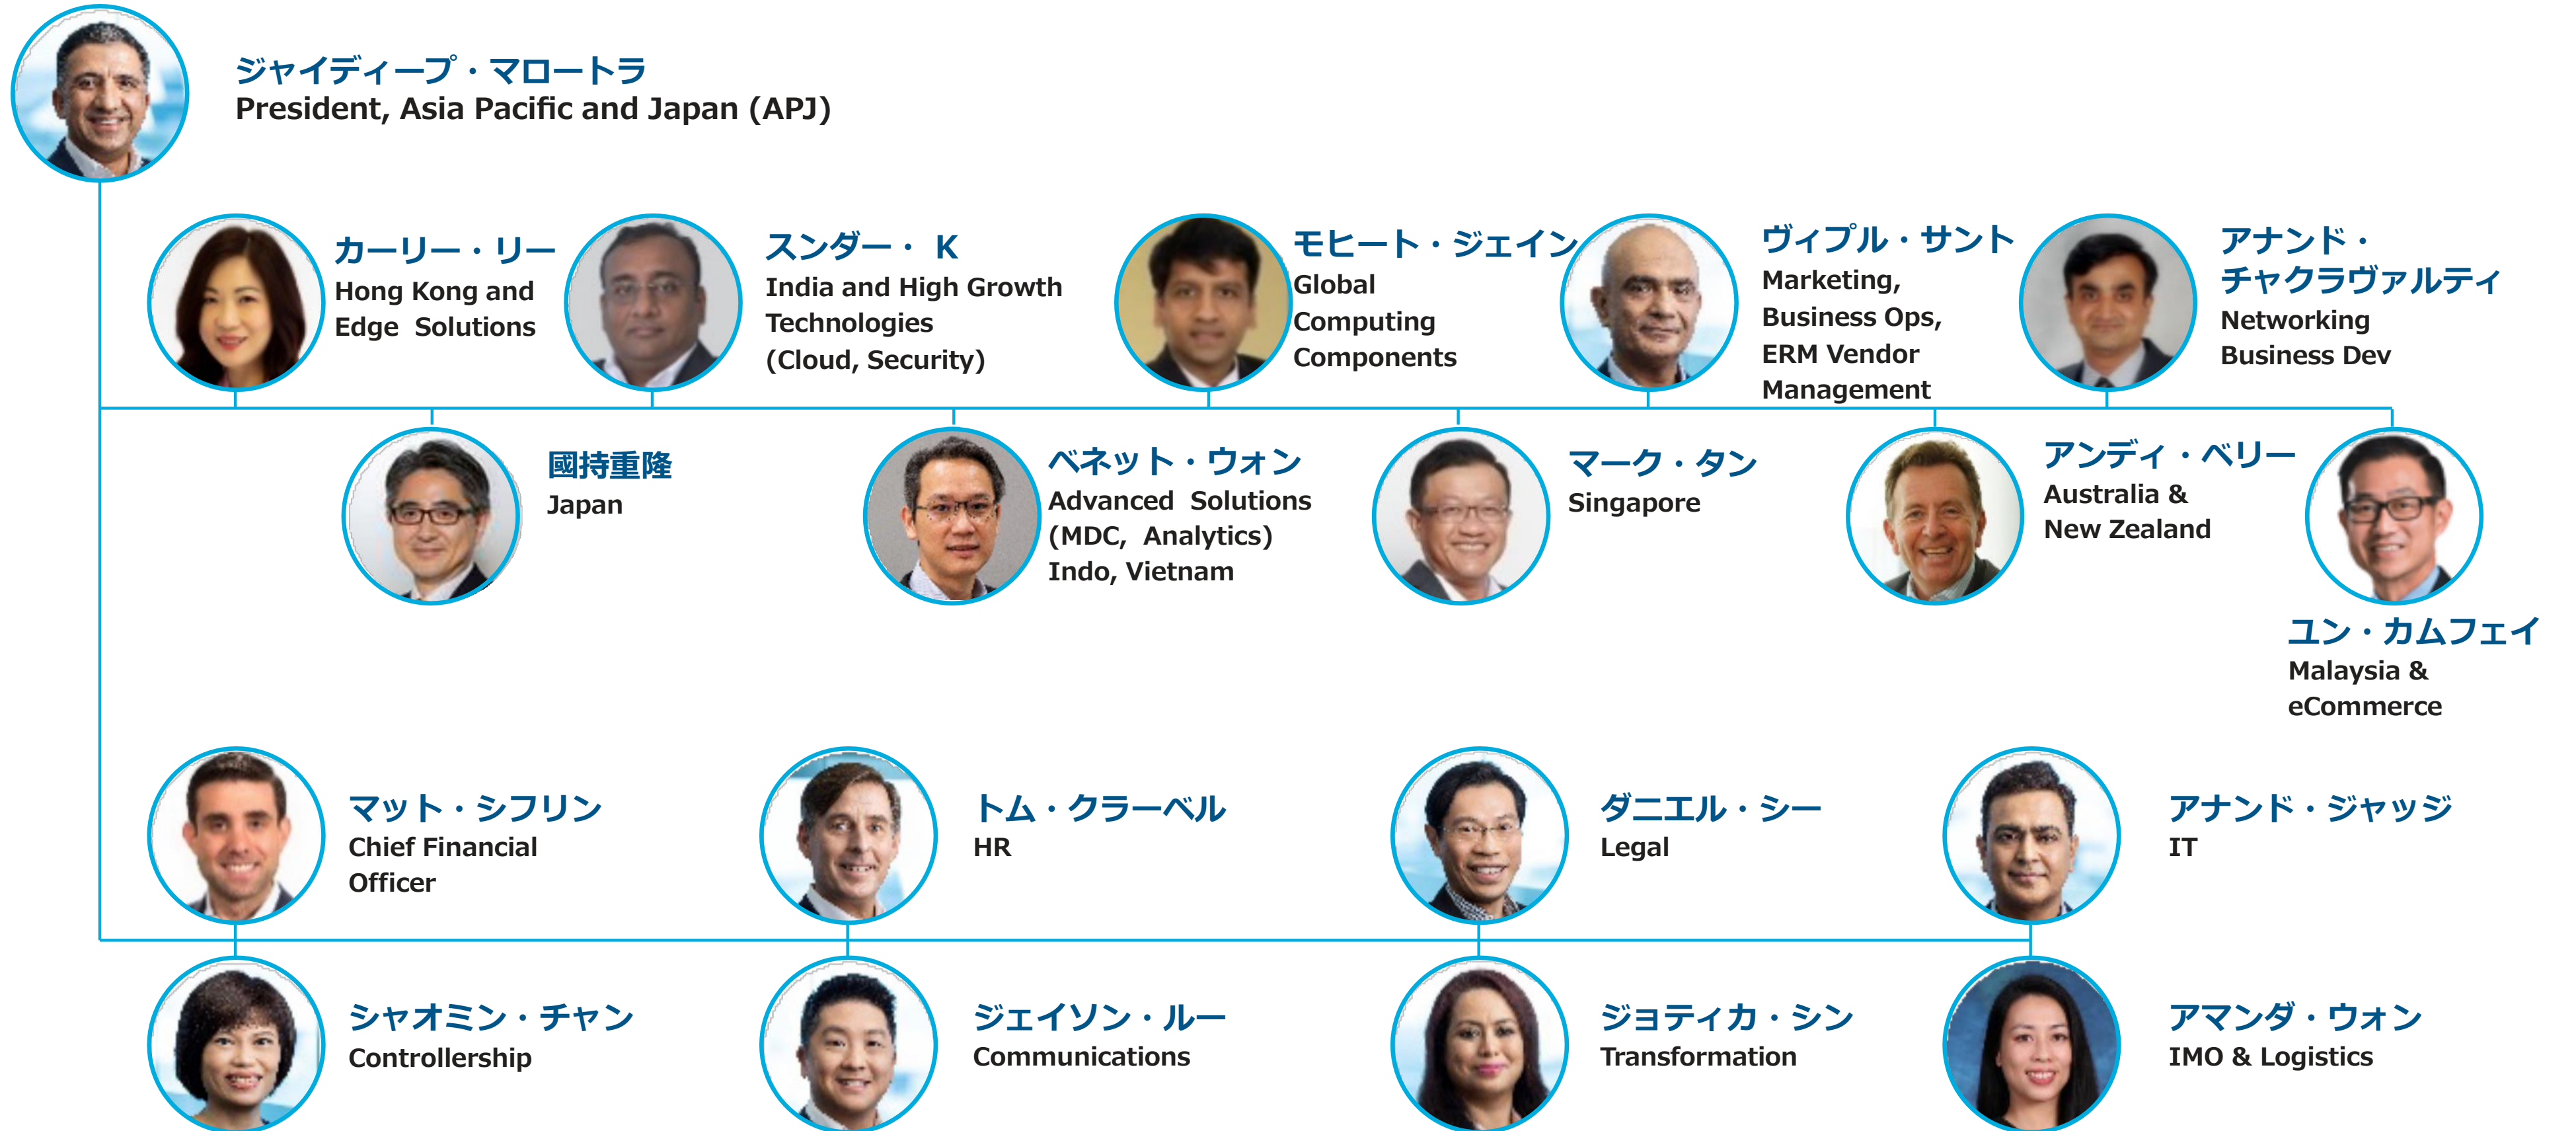 ジャイディープ・マロートラ
President, Asia Pacific and Japan (APJ)
カーリー・リー
Hong Kong and
Edge Solutions
スンダー・ K
India and High Growth
Technologies
(Cloud, Security)
モヒート・ジェイン
Global
Computing
Components
ヴィプル・サント
Marketing,
Business Ops,
ERM Vendor
Management
アナンド・
チャクラヴァルティ
Networking
Business Dev
國持重隆
Japan
ベネット・ウォン
Advanced Solutions
(MDC, Analytics)
Indo, Vietnam
マーク・タン
Singapore
アンディ・ベリー
Australia &
New Zealand
ユン・カムフェイ
Malaysia &
eCommerce
マット・シフリン
Chief Financial
Officer
トム・クラーベル
HR
ダニエル・シー
Legal
アナンド・ジャッジ
IT
シャオミン・チャン
Controllership
ジェイソン・ルー
Communications
ジョティカ・シン
Transformation
アマンダ・ウォン
IMO & Logistics